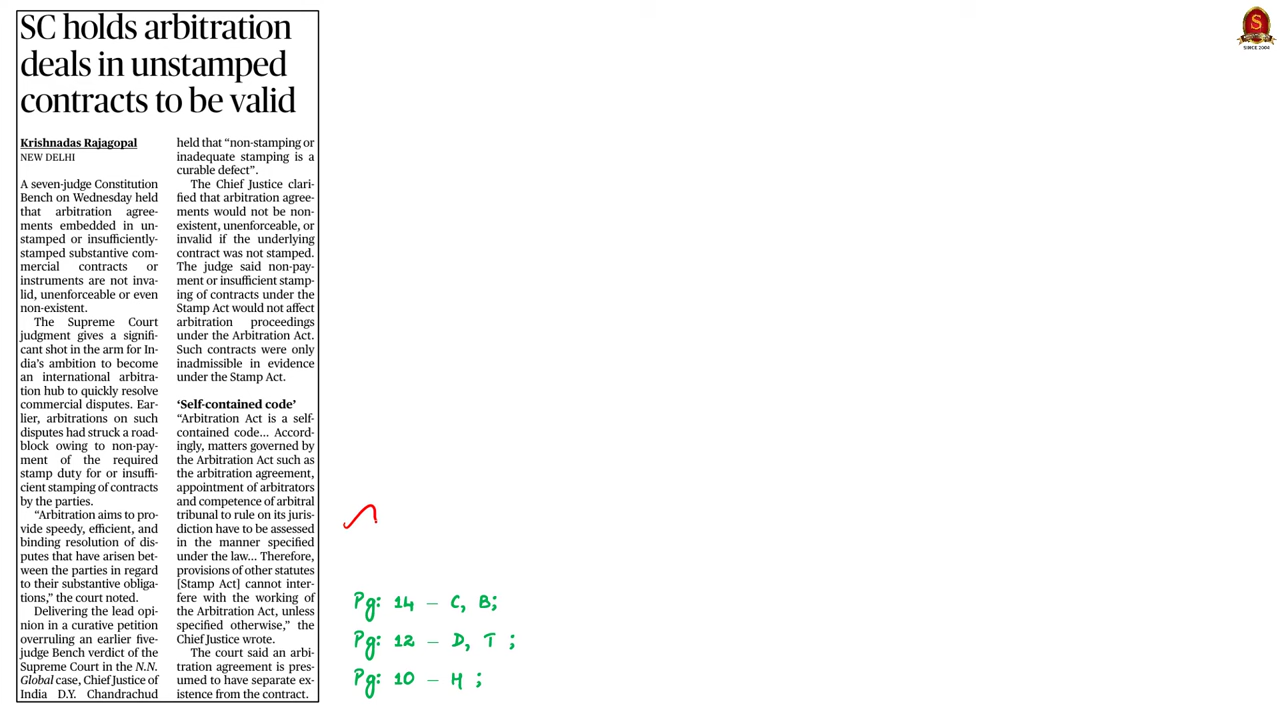 SC holds arbitration
deals in unstamped
contracts to be valid
Krishnadas Rajagopal
NEW DELHI
A seven-judge Constitution
Bench on Wednesday held
that arbitration agree-
ments embedded in un-
stamped or insufficiently-
stamped substantive com-
mercial contracts or
instruments are not inva-
lid, unenforceable or even
non-existent.
The Supreme Court
judgment gives a signifi-
cant shot in the arm for In-
dia's ambition to become
an international arbitra-
tion hub to quickly resolve
commercial disputes. Ear-
lier, arbitrations on such
disputes had struck a road-
block owing to non-pay-
ment of the required
stamp duty for or insuffi-
cient stamping of contracts
by the parties.
“Arbitration aims to pro-
vide speedy, efficient, and
binding resolution of dis-
putes that have arisen bet-
ween the parties in regard
to their substantive obliga-
tions,” the court noted.
Delivering the lead opi-
nion in a curative petition
overruling an earlier five-
judge Bench verdict of the
Supreme Court in the N.N.
Global case, Chief Justice of
India D.Y. Chandrachud
held that “non-stamping or
inadequate stamping is a
curable defect”.
The Chief Justice clari-
fied that arbitration agree-
ments would not be non-
existent, unenforceable, or
invalid if the underlying
contract was not stamped.
The judge said non-pay-
ment or insufficient stamp-
ing of contracts under the
Stamp Act would not affect
arbitration proceedings
under the Arbitration Act.
Such contracts were only
inadmissible in evidence
under the Stamp Act.
‘Self-contained code’
“Arbitration Act is a self-
contained code... Accord-
ingly, matters governed by
the Arbitration Act such as
the arbitration agreement,
appointment of arbitrators
and competence of arbitral
tribunal to rule on its juris-
diction have to be assessed
in the manner specified
under the law... Therefore,
provisions of other statutes
[Stamp Act] cannot inter-
fere with the working of
the Arbitration Act, unless
specified otherwise,” the
Chief Justice wrote.
The court said an arbi-
tration agreement is pres-
umed to have separate ex-
istence from the contract.
Pg: 14 – C, B;
Pg: 12 – D, T ;
Pg: 10 – H ;
S
SINCE 2004